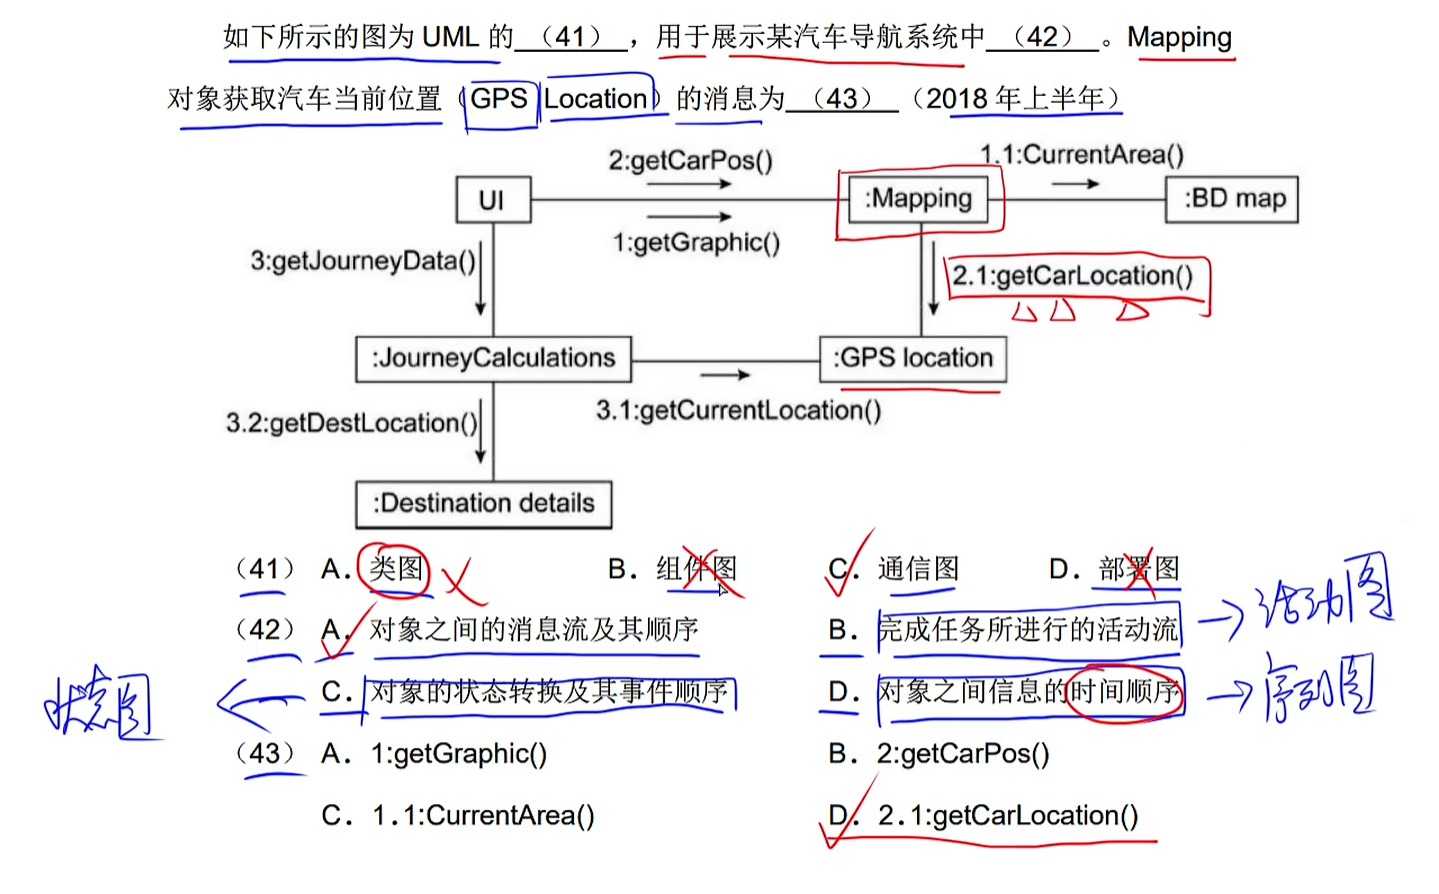 如下所示的图为 UML 的 （41） ，用于展示某汽车导航系统中 （42） 。Mapping
对象获取汽车当前位置（GPS Location）的消息为 （43） （2018 年上半年）
2:getCarPos()
1.1:CurrentArea()
UI
:Mapping
:BD map
1:getGraphic()
3:getJourneyData()
2.1:getCarLocation()
:JourneyCalculations
:GPS location
3.2:getDestLocation()
3.1:getCurrentLocation()
:Destination details
（41） A. 类图 B. 组件图 C. 通信图 D. 部署图
（42） A. 对象之间的消息流及其顺序 B. 完成任务所进行的活动流 活动图
状态图 C. 对象的状态转换及其事件顺序 D. 对象之间信息的时间顺序 序列图
（43） A. 1:getGraphic() B. 2:getCarPos()
C. 1.1:CurrentArea() D. 2.1:getCarLocation()